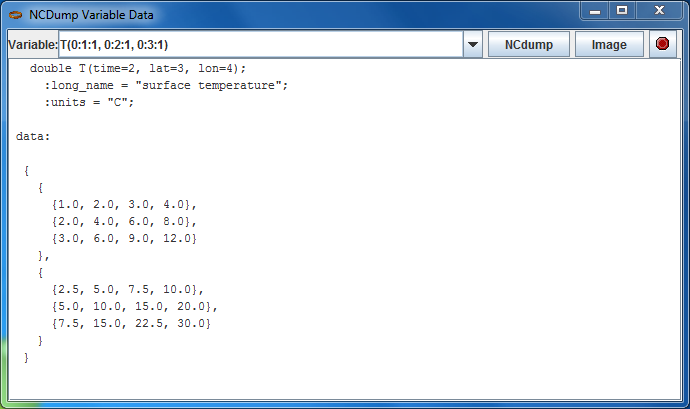 NCDump Variable Data
Variable: T(0:1:1, 0:2:1, 0:3:1) NCdump Image
double T(time=2, lat=3, lon=4);
:long_name = "surface temperature";
:units = "C";
data:
{
{
{1.0, 2.0, 3.0, 4.0},
{2.0, 4.0, 6.0, 8.0},
{3.0, 6.0, 9.0, 12.0}
},
{
{2.5, 5.0, 7.5, 10.0},
{5.0, 10.0, 15.0, 20.0},
{7.5, 15.0, 22.5, 30.0}
}
}